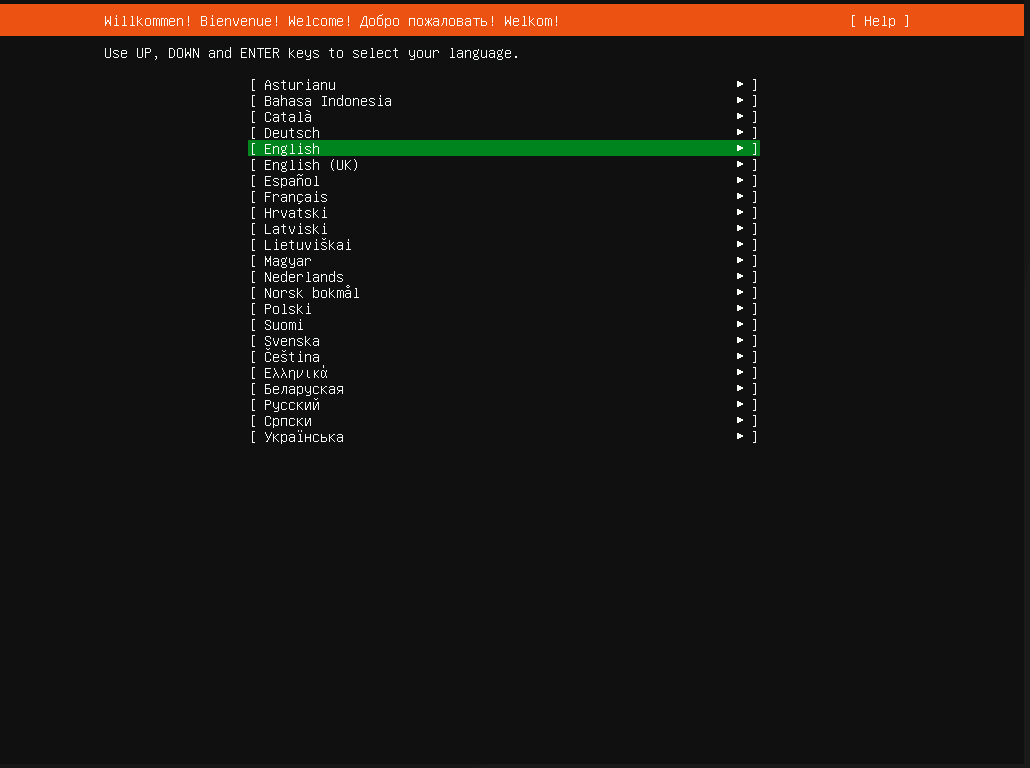 Willkommen! Bienvenue! Welcome! Добро пожаловать! Welkom! [ Help ]
Use UP, DOWN and ENTER keys to select your language.
[ Asturianu ▸ ]
[ Bahasa Indonesia ▸ ]
[ Català ▸ ]
[ Deutsch ▸ ]
[ English ▸ ]
[ English (UK) ▸ ]
[ Español ▸ ]
[ Français ▸ ]
[ Hrvatski ▸ ]
[ Latviski ▸ ]
[ Lietuviškai ▸ ]
[ Magyar ▸ ]
[ Nederlands ▸ ]
[ Norsk bokmål ▸ ]
[ Polski ▸ ]
[ Suomi ▸ ]
[ Svenska ▸ ]
[ Čeština ▸ ]
[ Ελληνικά ▸ ]
[ Беларуская ▸ ]
[ Русский ▸ ]
[ Српски ▸ ]
[ Українська ▸ ]